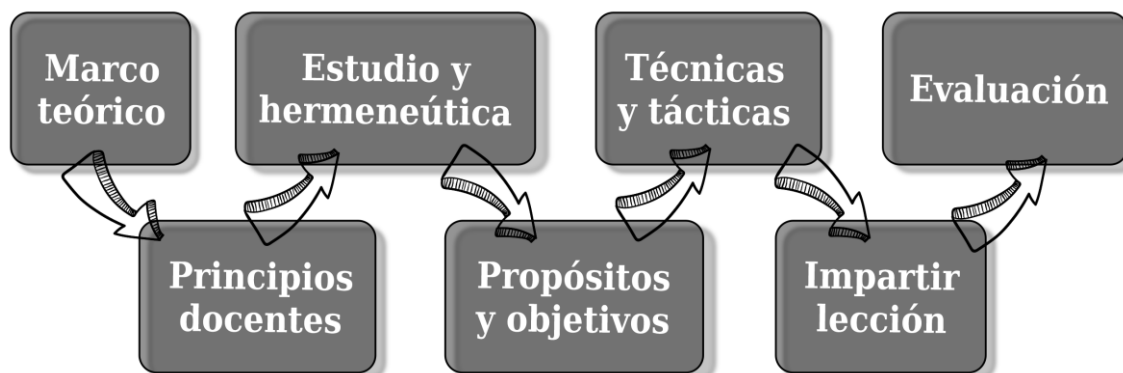 Marco
teórico
Principios
docentes
Estudio y
hermeneútica
Propósitos
y objetivos
Técnicas
y tácticas
Impartir
lección
Evaluación